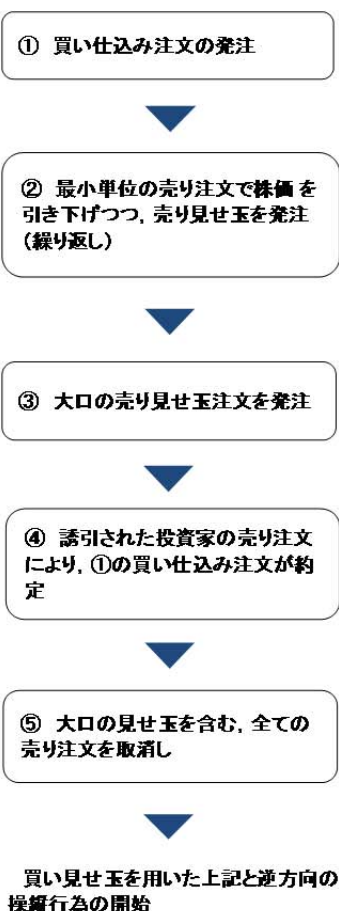 ① 買い仕込み注文の発注
② 最小単位の売り注文で株価を
引き下げつつ, 売り見せ玉を発注
(繰り返し)
③ 大口の売り見せ玉注文を発注
④ 誘引された投資家の売り注文
により, ①の買い仕込み注文が約
定
⑤ 大口の見せ玉を含む, 全ての
売り注文を取消し
買い見せ玉を用いた上記と逆方向の
操縦行為の開始